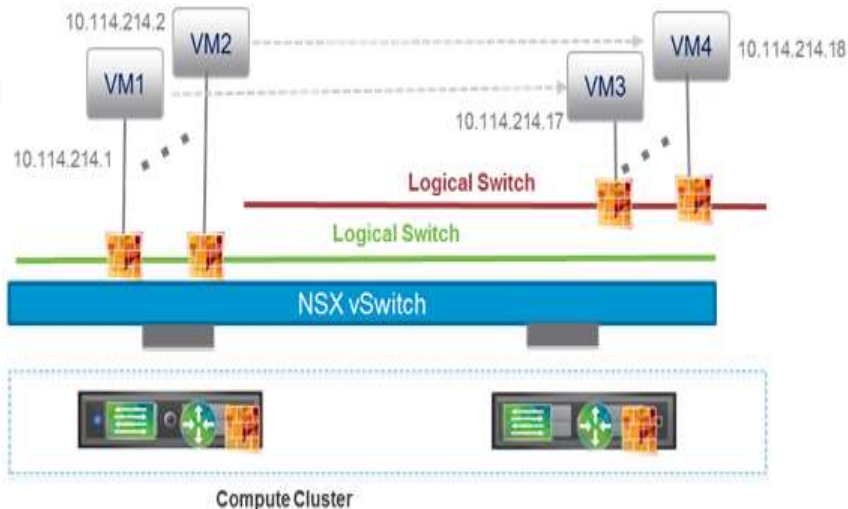 10.114.214.2
VM2
VM4
10.114.214.18
VM1
VM3
10.114.214.17
10.114.214.1
Logical Switch
Logical Switch
NSX vSwitch
Compute Cluster